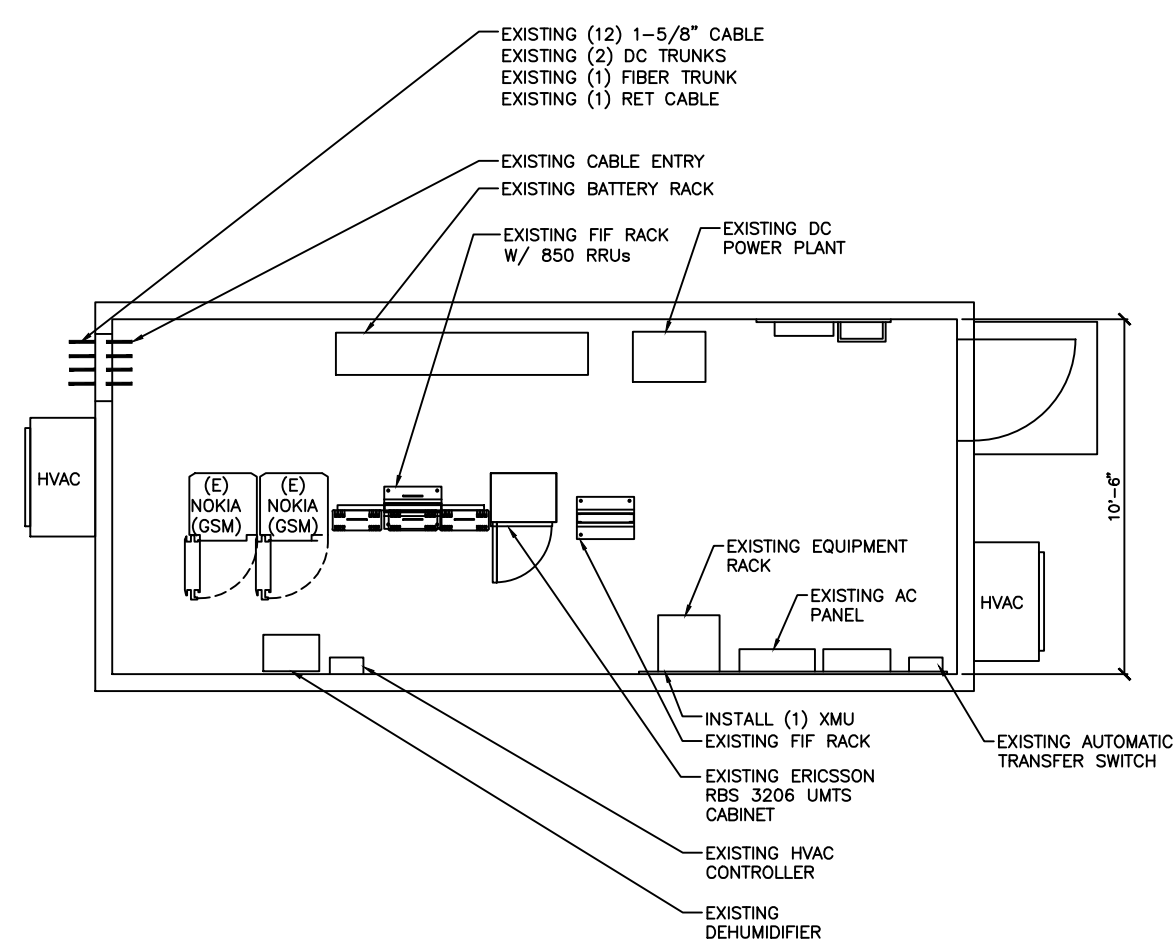 EXISTING (12) 1-5/8" CABLE
EXISTING (2) DC TRUNKS
EXISTING (1) FIBER TRUNK
EXISTING (1) RET CABLE
EXISTING CABLE ENTRY
EXISTING BATTERY RACK
EXISTING FIF RACK
W/ 850 RRUs
EXISTING DC
POWER PLANT
HVAC
(E)
NOKIA
(GSM)
(E)
NOKIA
(GSM)
10'-6"
EXISTING EQUIPMENT
RACK
EXISTING AC
PANEL
HVAC
INSTALL (1) XMU
EXISTING FIF RACK
EXISTING AUTOMATIC
TRANSFER SWITCH
EXISTING ERICSSON
RBS 3206 UMTS
CABINET
EXISTING HVAC
CONTROLLER
EXISTING
DEHUMIDIFIER